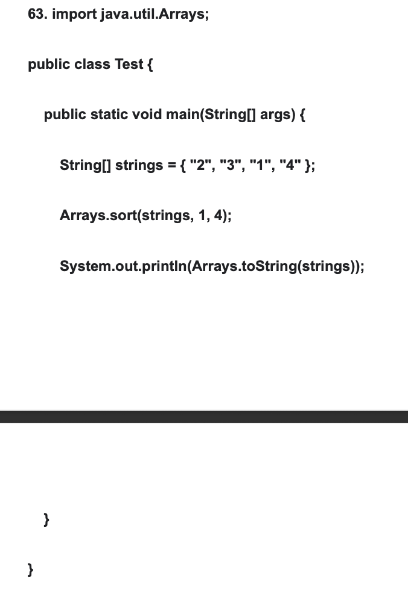 63. import java.util.Arrays;
public class Test {
public static void main(String[] args) {
String[] strings = { "2", "3", "1", "4" };
Arrays.sort(strings, 1, 4);
System.out.println(Arrays.toString(strings));
}
}